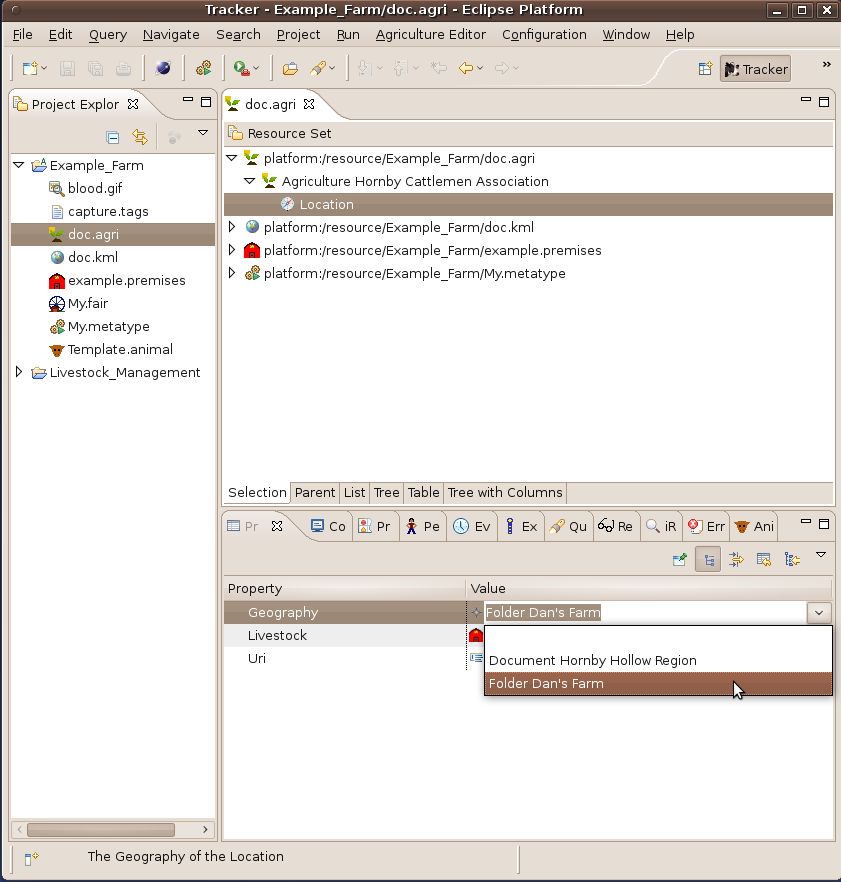 Tracker - Example_Farm/doc.agri - Eclipse Platform
File Edit Query Navigate Search Project Run Agriculture Editor Configuration Window Help
Tracker
»
Project Explor
Example_Farm
blood.gif
capture.tags
doc.agri
doc.kml
example.premises
My.fair
My.metatype
Template.animal
Livestock_Management
doc.agri
Resource Set
platform:/resource/Example_Farm/doc.agri
Agriculture Hornby Cattlemen Association
Location
platform:/resource/Example_Farm/doc.kml
platform:/resource/Example_Farm/example.premises
platform:/resource/Example_Farm/My.metatype
Selection Parent List Tree Table Tree with Columns
Pr Co Pr Pe Ev Ex Qu Re iR Err Ani
Property Value
Geography Folder Dan's Farm
Livestock
Uri
Document Hornby Hollow Region
Folder Dan's Farm
The Geography of the Location